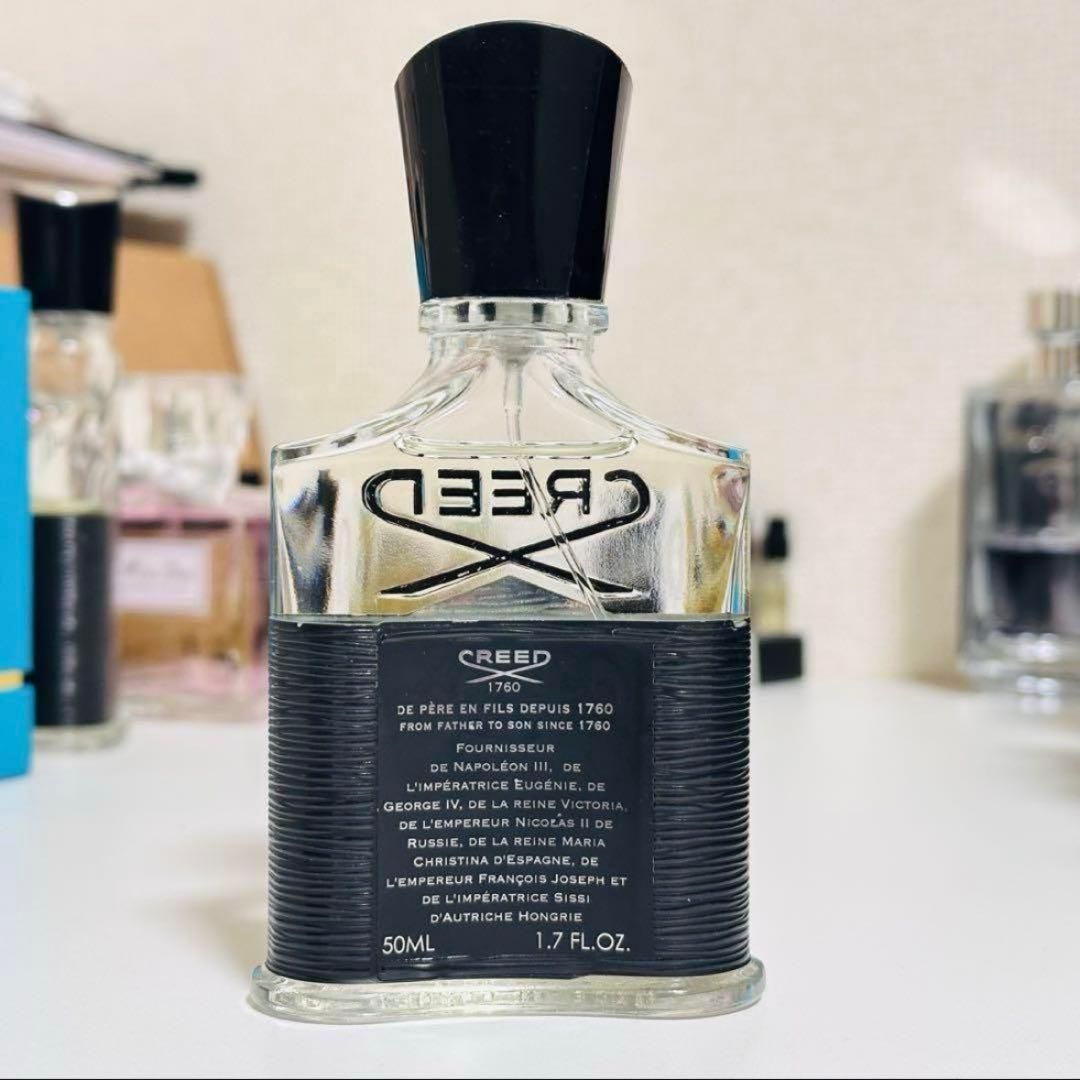 CREED
CREED
1760
DE PÈRE EN FILS DEPUIS 1760
FROM FATHER TO SON SINCE 1760
FOURNISSEUR
DE NAPOLÉON III, DE
L'IMPÉRATRICE EUGÉNIE, DE
GEORGE IV, DE LA REINE VICTORIA,
DE L'EMPEREUR NICOLAS II DE
RUSSIE, DE LA REINE MARIA
CHRISTINA D'ESPAGNE, DE
L'EMPEREUR FRANÇOIS JOSEPH ET
DE L'IMPÉRATRICE SISSI
D'AUTRICHE HONGRIE
50ML 1.7 FL.OZ.